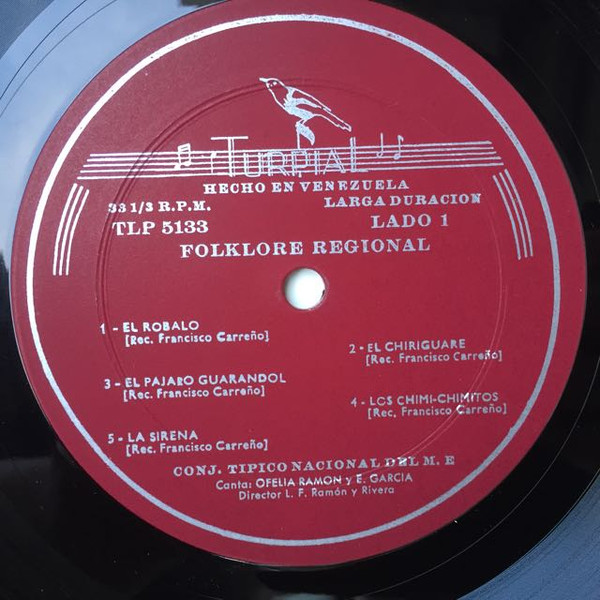 TURPIAL
HECHO EN VENEZUELA
33 1/3 R.P.M. LARGA DURACION
TLP 5133 LADO 1
FOLKLORE REGIONAL
1 - EL ROBALO
[Rec. Francisco Carreño]
2 - EL CHIRIGUARE
[Rec. Francisco Carreño]
3 - EL PAJARO GUARANDOL
[Rec. Francisco Carreño]
4 - LOS CHIMI-CHIMITOS
[Rec. Francisco Carreño]
5 - LA SIRENA
[Rec. Francisco Carreño]
CONJ. TIPICO NACIONAL DEL M. E
Canta: OFELIA RAMON y E. GARCIA
Director L. F. Ramón y Rivera